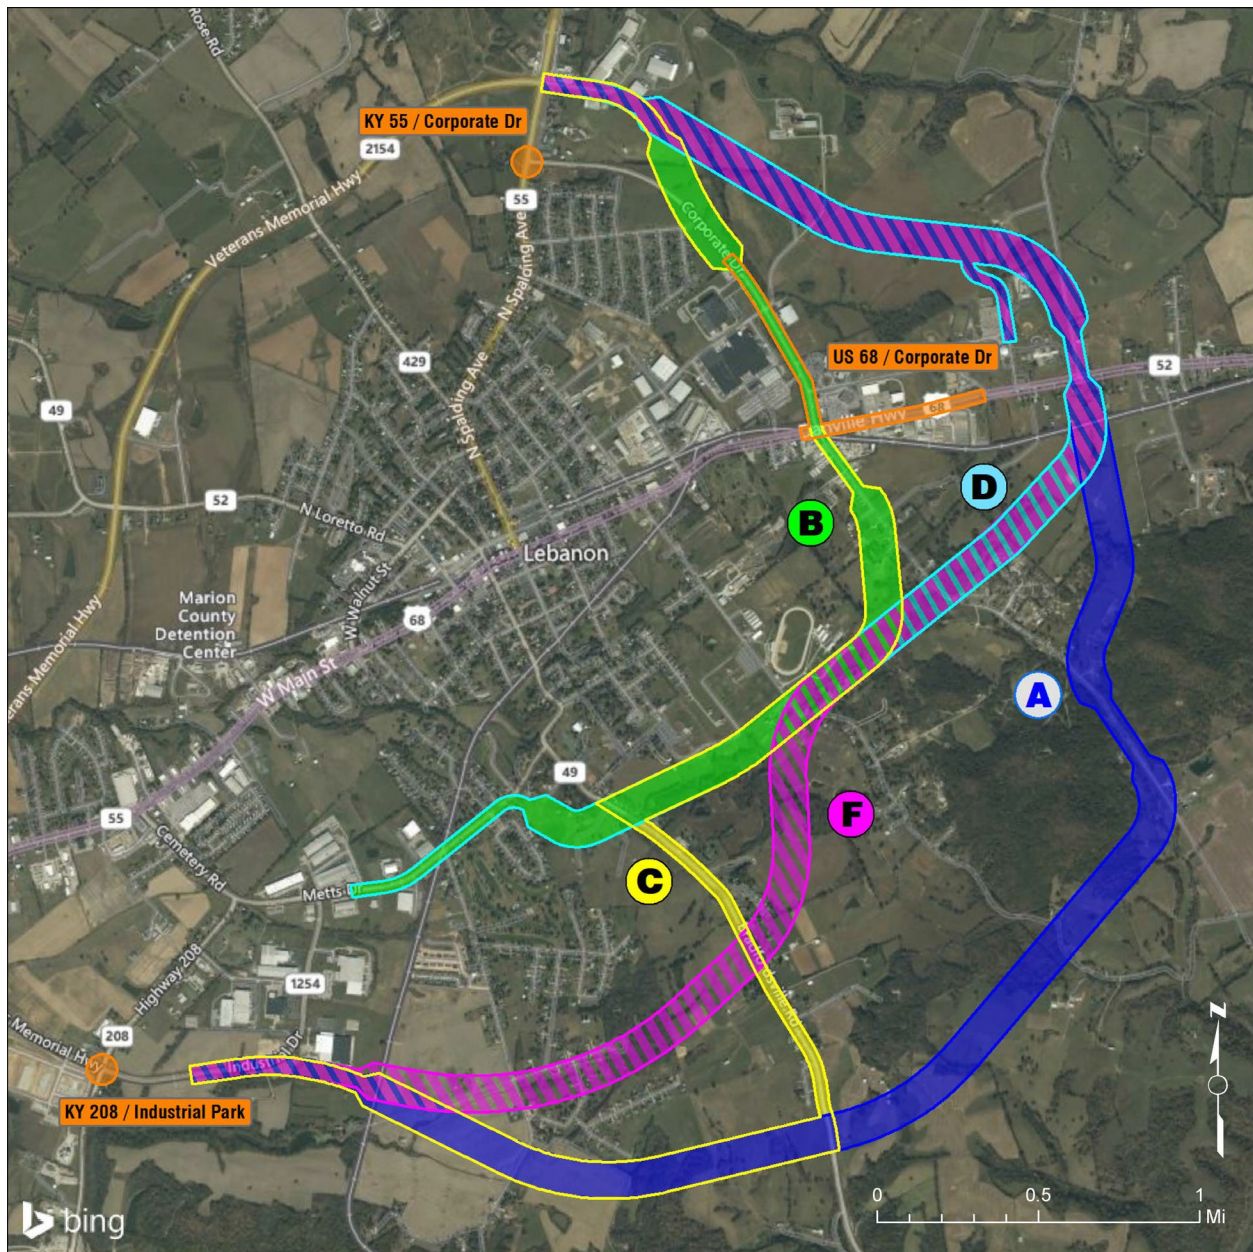 Rose Rd
KY 55 / Corporate Dr
2154
Veterans Memorial Hwy
55
N Spalding Ave
Corporate Dr
429
N Spalding Ave
US 68 / Corporate Dr
52
49
68
Danville Hwy
52
N Loretto Rd
D
B
Lebanon
W Walnut St
Marion
County
Detention
Center
68
W Main St
erans Memorial Hwy
A
49
55
F
Cemetery Rd
C
Metts Dr
Highway 208
1254
208
Memorial Hwy
Industrial Dr
KY 208 / Industrial Park
N
0 0.5 1
Mi
bing